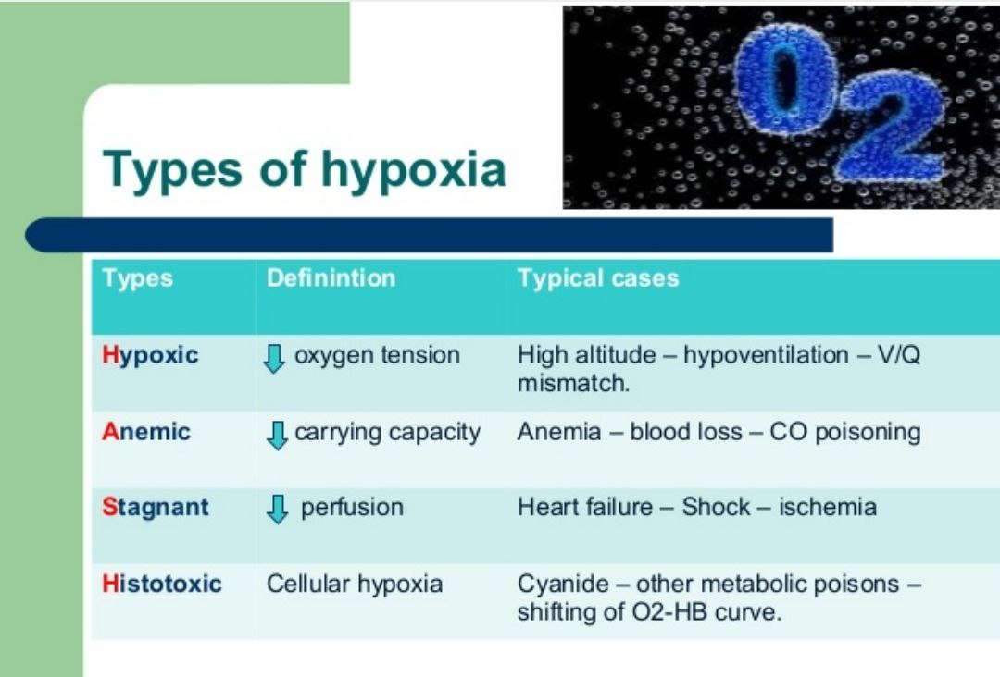 O2
Types of hypoxia
Types Definintion Typical cases
Hypoxic oxygen tension High altitude – hypoventilation – V/Q
mismatch.
Anemic carrying capacity Anemia – blood loss – CO poisoning
Stagnant perfusion Heart failure – Shock – ischemia
Histotoxic Cellular hypoxia Cyanide – other metabolic poisons –
shifting of O2-HB curve.